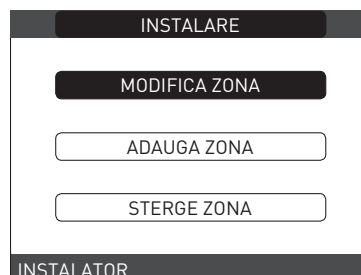 INSTALARE
MODIFICA ZONA
ADAUGA ZONA
STERGE ZONA
INSTALATOR